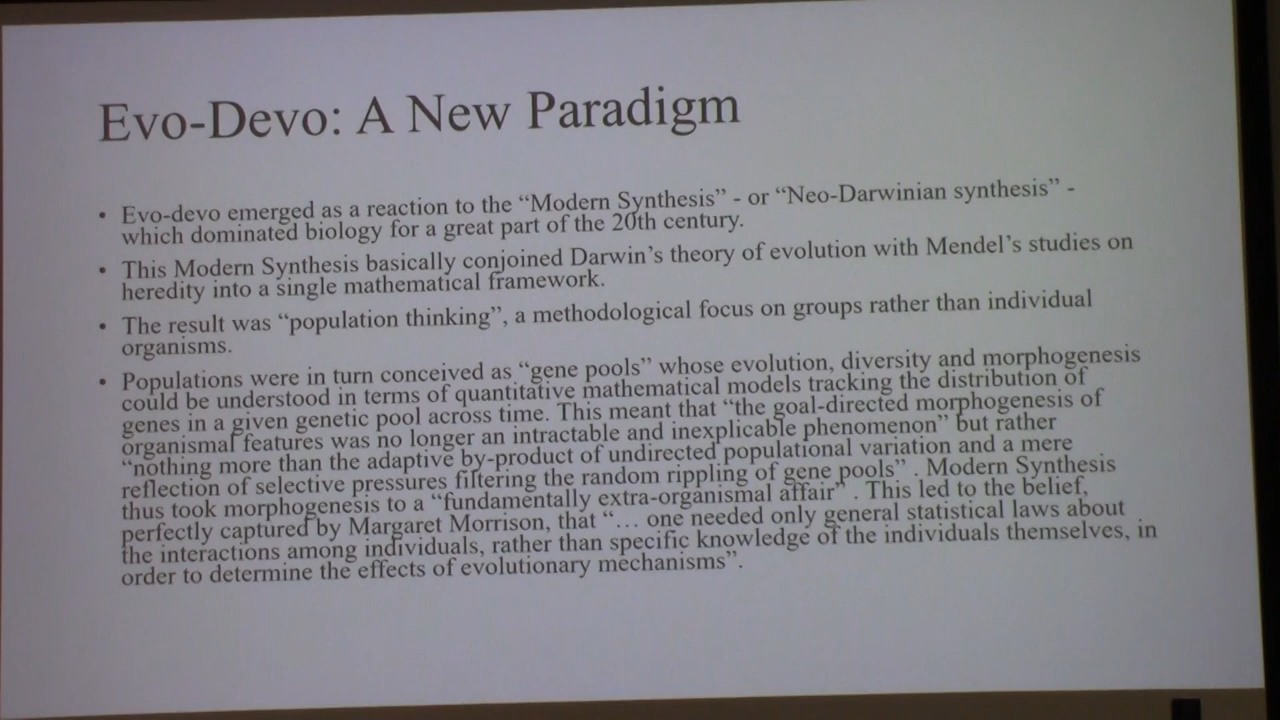 Evo-Devo: A New Paradigm
• Evo-devo emerged as a reaction to the “Modern Synthesis” - or “Neo-Darwinian synthesis” -
which dominated biology for a great part of the 20th century.
• This Modern Synthesis basically conjoined Darwin’s theory of evolution with Mendel’s studies on
heredity into a single mathematical framework.
• The result was “population thinking”, a methodological focus on groups rather than individual
organisms.
• Populations were in turn conceived as “gene pools” whose evolution, diversity and morphogenesis
could be understood in terms of quantitative mathematical models tracking the distribution of
genes in a given genetic pool across time. This meant that “the goal-directed morphogenesis of
organismal features was no longer an intractable and inexplicable phenomenon” but rather
“nothing more than the adaptive by-product of undirected populational variation and a mere
reflection of selective pressures filtering the random rippling of gene pools” . Modern Synthesis
thus took morphogenesis to a “fundamentally extra-organismal affair” . This led to the belief,
perfectly captured by Margaret Morrison, that “… one needed only general statistical laws about
the interactions among individuals, rather than specific knowledge of the individuals themselves, in
order to determine the effects of evolutionary mechanisms”.